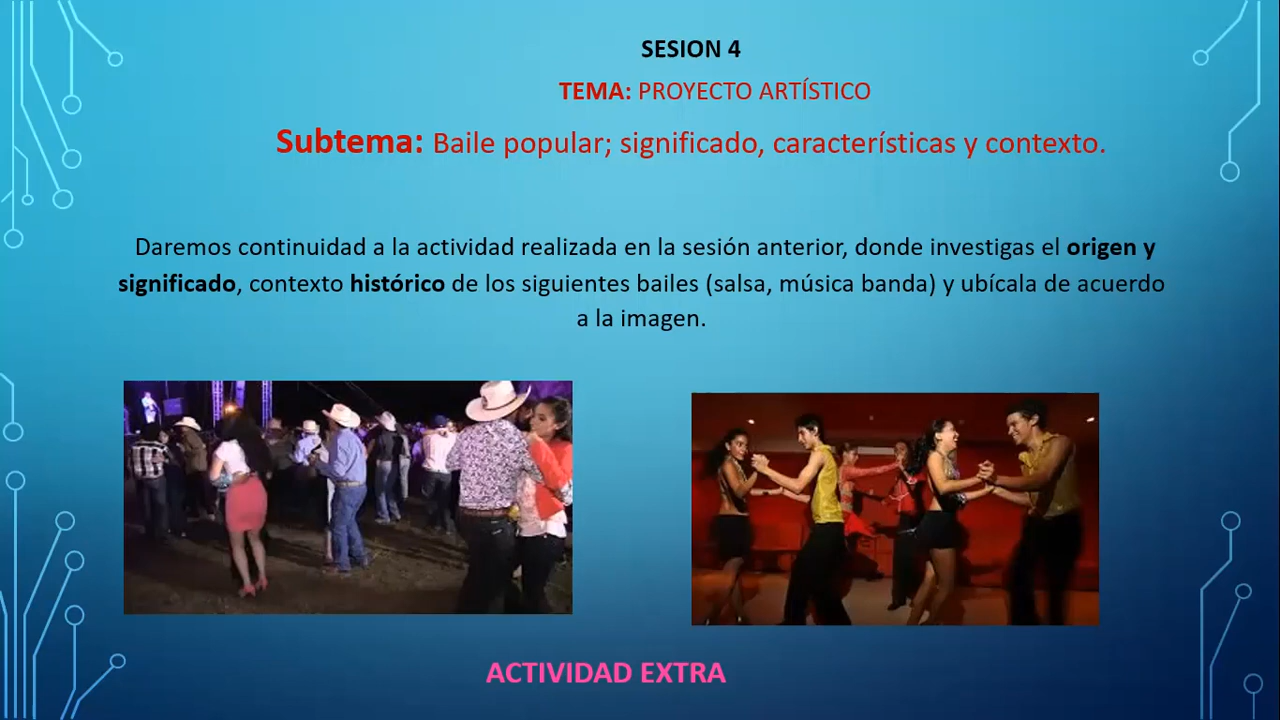 SESION 4
TEMA: PROYECTO ARTÍSTICO
Subtema: Baile popular; significado, características y contexto.
Daremos continuidad a la actividad realizada en la sesión anterior, donde investigas el origen y
significado, contexto histórico de los siguientes bailes (salsa, música banda) y ubícala de acuerdo
a la imagen.
ACTIVIDAD EXTRA